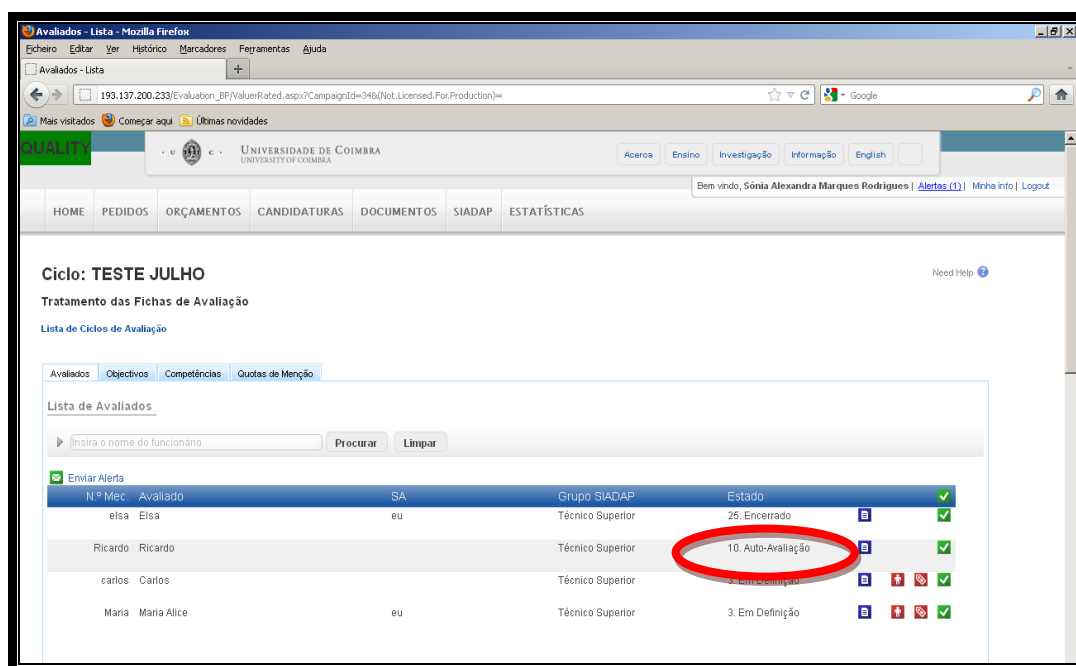 Avaliados - Lista - Mozilla Firefox
Ficheiro Editar Ver Histórico Marcadores Ferramentas Ajuda
Avaliados - Lista +
193.137.200.233/Evaluation_BP/ValuerRated.aspx?CampaignId=34&(Not.Licensed.For.Production)= Google
Mais visitados Começar aqui Últimas novidades
QUALITY
· U C · UNIVERSIDADE DE COIMBRA
UNIVERSITY OF COIMBRA
Acerca Ensino Investigação Informação English
Bem vindo, Sónia Alexandra Marques Rodrigues | Alertas (1) | Minha info | Logout
HOME PEDIDOS ORÇAMENTOS CANDIDATURAS DOCUMENTOS SIADAP ESTATÍSTICAS
Ciclo: TESTE JULHO Need Help ?
Tratamento das Fichas de Avaliação
Lista de Ciclos de Avaliação
Avaliados Objectivos Competências Quotas de Menção
Lista de Avaliados
Insira o nome do funcionário Procurar Limpar
Enviar Alerta
N.º Mec. Avaliado SA Grupo SIADAP Estado
elsa Elsa eu Técnico Superior 25. Encerrado
Ricardo Ricardo Técnico Superior 10. Auto-Avaliação
carlos Carlos Técnico Superior 3. Em Definição
Maria Maria Alice eu Técnico Superior 3. Em Definição